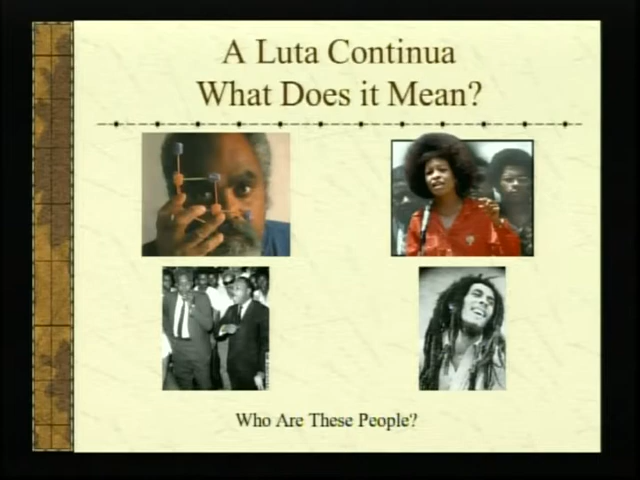 A Luta Continua
What Does it Mean?
Who Are These People?